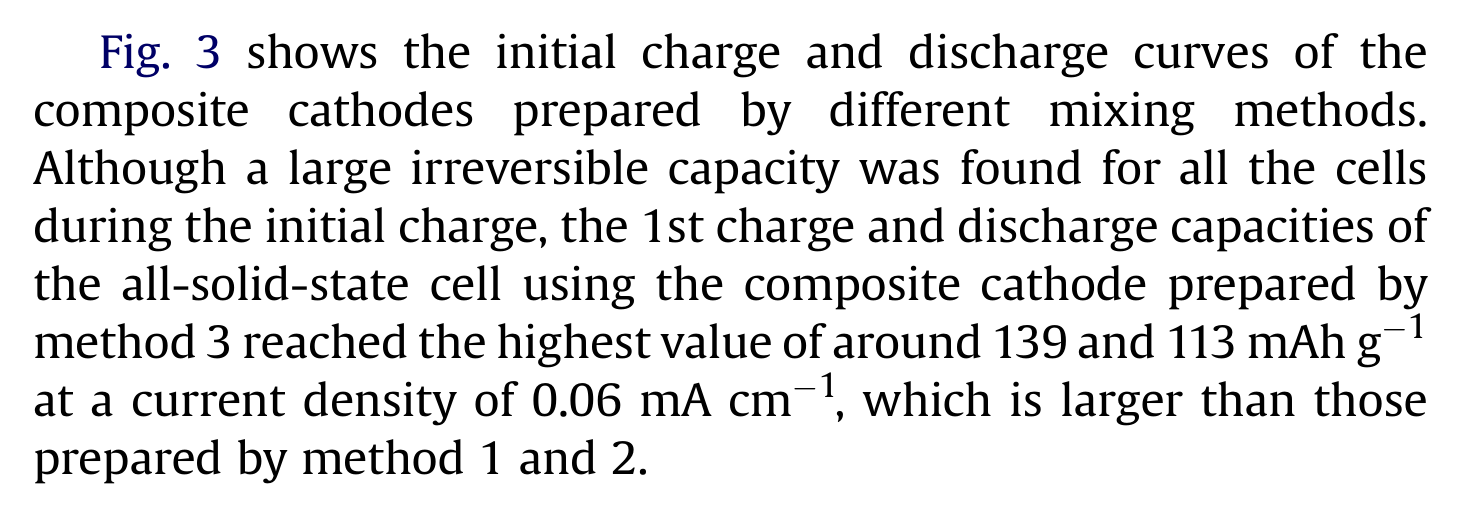 Fig. 3 shows the initial charge and discharge curves of the
composite cathodes prepared by different mixing methods.
Although a large irreversible capacity was found for all the cells
during the initial charge, the 1st charge and discharge capacities of
the all-solid-state cell using the composite cathode prepared by
method 3 reached the highest value of around 139 and 113 mAh g⁻¹
at a current density of 0.06 mA cm⁻¹, which is larger than those
prepared by method 1 and 2.